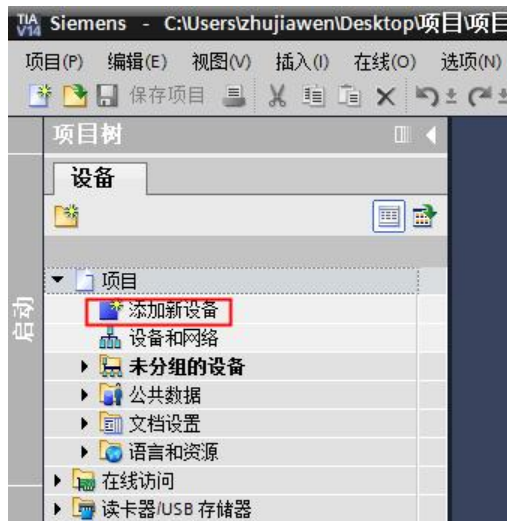 TIA V14 Siemens - C:\Users\zhujiawen\Desktop\项目\项目
项目(P) 编辑(E) 视图(V) 插入(I) 在线(O) 选项(N)
保存项目
项目树
设备
项目
添加新设备
设备和网络
未分组的设备
公共数据
文档设置
语言和资源
在线访问
读卡器/USB 存储器
启动